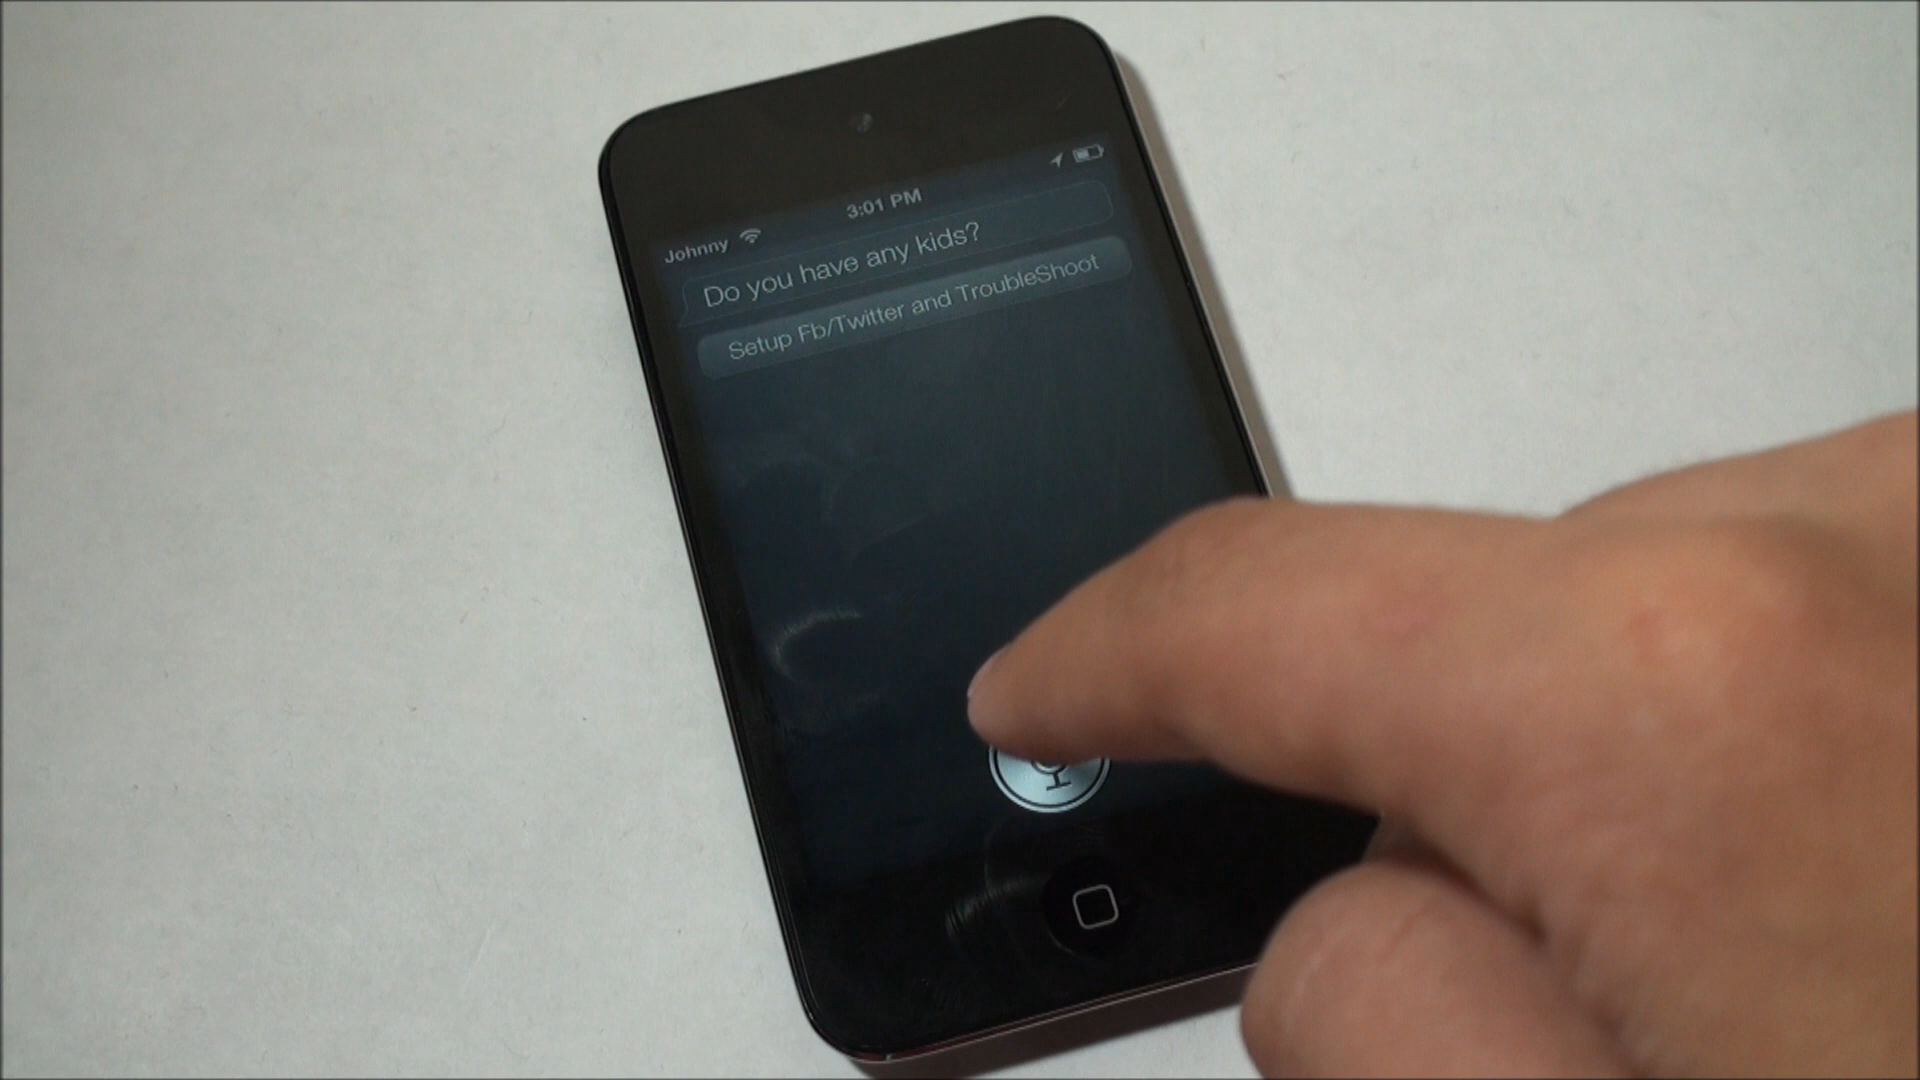 Johnny
3:01 PM
Do you have any kids?
Setup Fb/Twitter and TroubleShoot